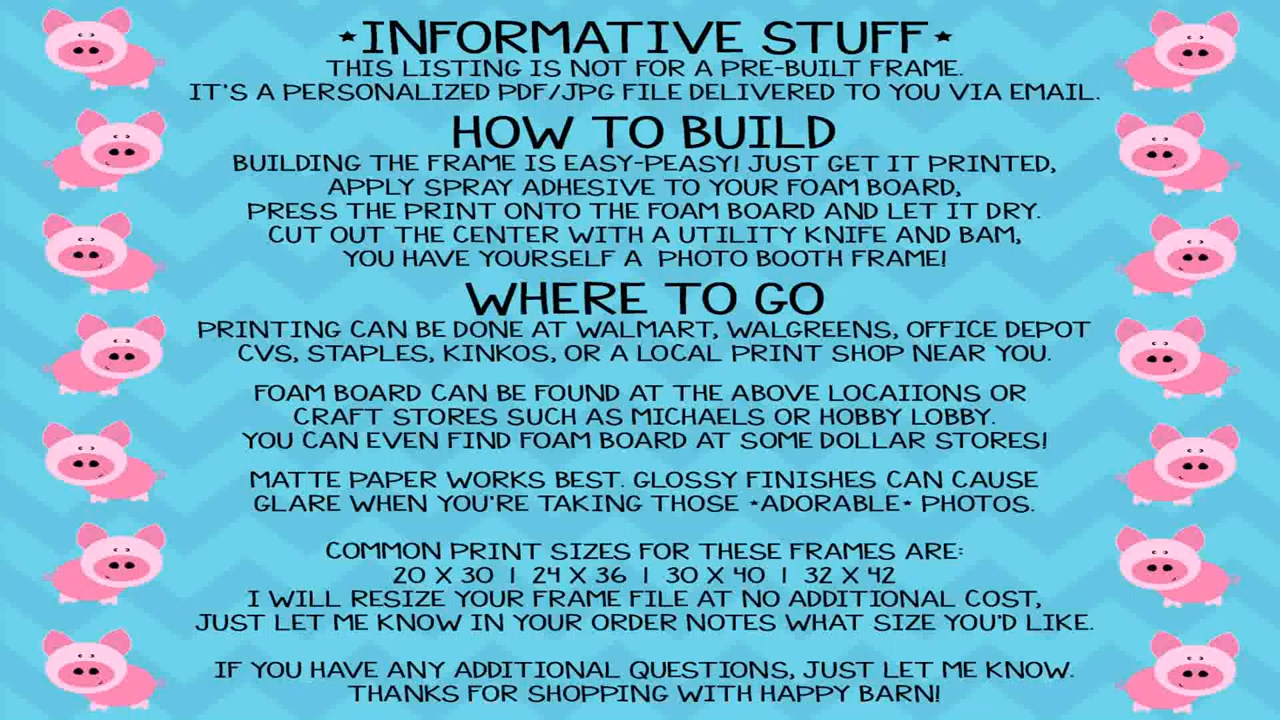 ★INFORMATIVE STUFF★
THIS LISTING IS NOT FOR A PRE-BUILT FRAME.
IT'S A PERSONALIZED PDF/JPG FILE DELIVERED TO YOU VIA EMAIL.
HOW TO BUILD
BUILDING THE FRAME IS EASY-PEASY! JUST GET IT PRINTED,
APPLY SPRAY ADHESIVE TO YOUR FOAM BOARD,
PRESS THE PRINT ONTO THE FOAM BOARD AND LET IT DRY.
CUT OUT THE CENTER WITH A UTILITY KNIFE AND BAM,
YOU HAVE YOURSELF A PHOTO BOOTH FRAME!
WHERE TO GO
PRINTING CAN BE DONE AT WALMART, WALGREENS, OFFICE DEPOT
CVS, STAPLES, KINKOS, OR A LOCAL PRINT SHOP NEAR YOU.
FOAM BOARD CAN BE FOUND AT THE ABOVE LOCAIIONS OR
CRAFT STORES SUCH AS MICHAELS OR HOBBY LOBBY.
YOU CAN EVEN FIND FOAM BOARD AT SOME DOLLAR STORES!
MATTE PAPER WORKS BEST. GLOSSY FINISHES CAN CAUSE
GLARE WHEN YOU'RE TAKING THOSE ★ADORABLE★ PHOTOS.
COMMON PRINT SIZES FOR THESE FRAMES ARE:
20 X 30 | 24 X 36 | 30 X 40 | 32 X 42
I WILL RESIZE YOUR FRAME FILE AT NO ADDITIONAL COST,
JUST LET ME KNOW IN YOUR ORDER NOTES WHAT SIZE YOU'D LIKE.
IF YOU HAVE ANY ADDITIONAL QUESTIONS, JUST LET ME KNOW.
THANKS FOR SHOPPING WITH HAPPY BARN!